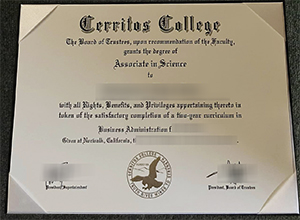 Cerritos College
The Board of Trustees, upon recommendation of the Faculty,
grants the degree of
Associate in Science
to
with all Rights, Benefits, and Privileges appertaining thereto in
token of the satisfactory completion of a two-year curriculum in
Business Administration f
Given at Norwalk, California, t
CERRITOS COLLEGE
President/Superintendent
President, Board of Trustees